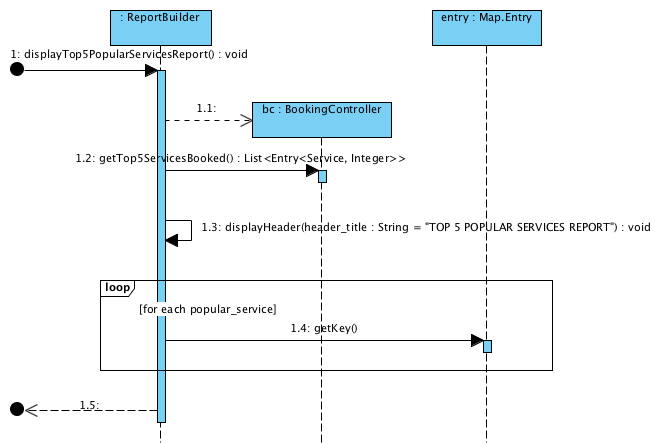 : ReportBuilder
entry : Map.Entry
1: displayTop5PopularServicesReport() : void
1.1:
bc : BookingController
1.2: getTop5ServicesBooked() : List<Entry<Service, Integer>>
1.3: displayHeader(header_title : String = "TOP 5 POPULAR SERVICES REPORT") : void
loop
[for each popular_service]
1.4: getKey()
1.5: